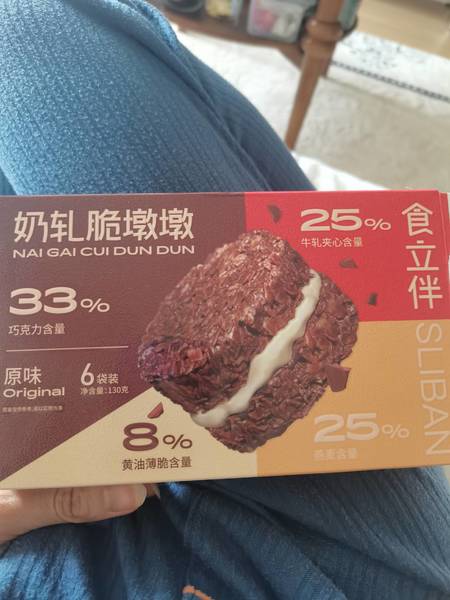 奶轧脆墩墩
NAI GAI CUI DUN DUN
33%
巧克力含量
原味
Original
6袋装
净含量:130克
25%
牛轧夹心含量
食立伴
SLIBAN
8%
黄油薄脆含量
25%
燕麦含量